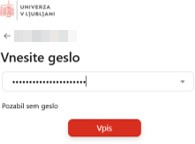 UNIVERZA
V LJUBLJANI
Vnesite geslo
••••••••••••••••••••••
Pozabil sem geslo
Vpis